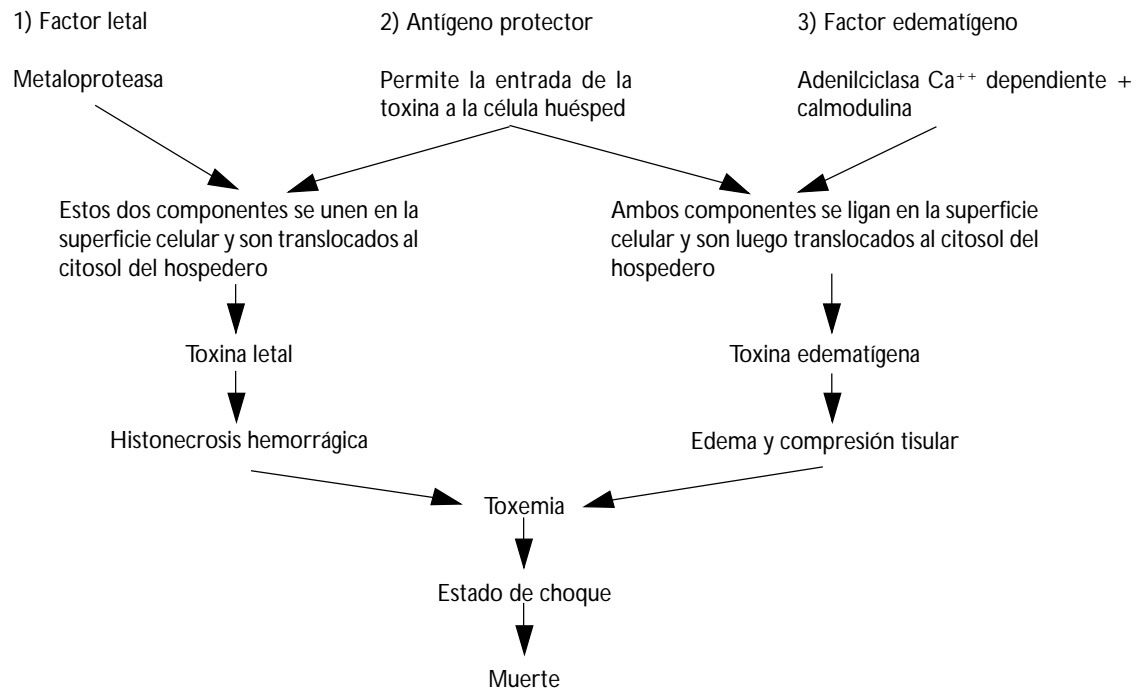 1) Factor letal
2) Antígeno protector
3) Factor edematígeno
Metaloproteasa
Permite la entrada de la
toxina a la célula huésped
Adenilciclasa Ca⁺⁺ dependiente +
calmodulina
Estos dos componentes se unen en la
superficie celular y son translocados al
citosol del hospedero
Ambos componentes se ligan en la superficie
celular y son luego translocados al citosol del
hospedero
Toxina letal
Toxina edematígena
Histonecrosis hemorrágica
Edema y compresión tisular
Toxemia
Estado de choque
Muerte